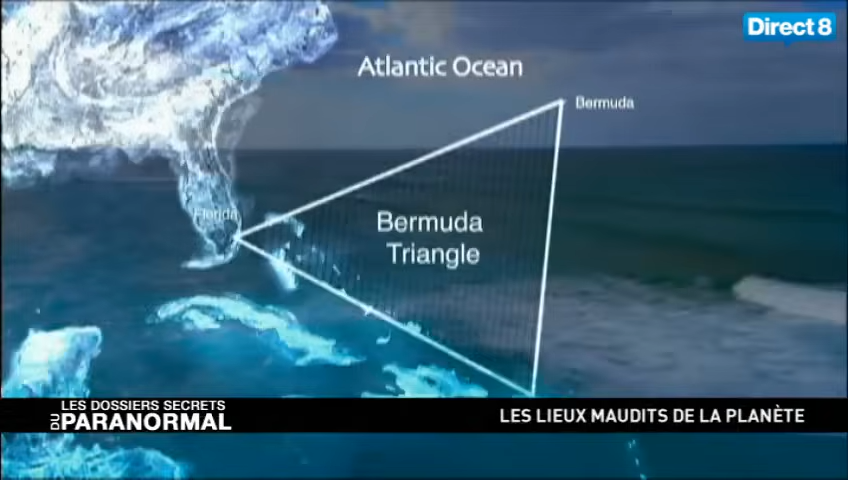 Direct 8
Atlantic Ocean
Bermuda
Florida
Bermuda
Triangle
LES DOSSIERS SECRETS
DU PARANORMAL
LES LIEUX MAUDITS DE LA PLANÈTE